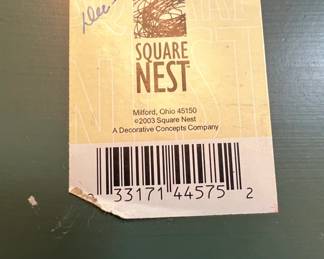 SQUARE
NEST
Milford, Ohio 45150
©2003 Square Nest
A Decorative Concepts Company
33171 44575 2